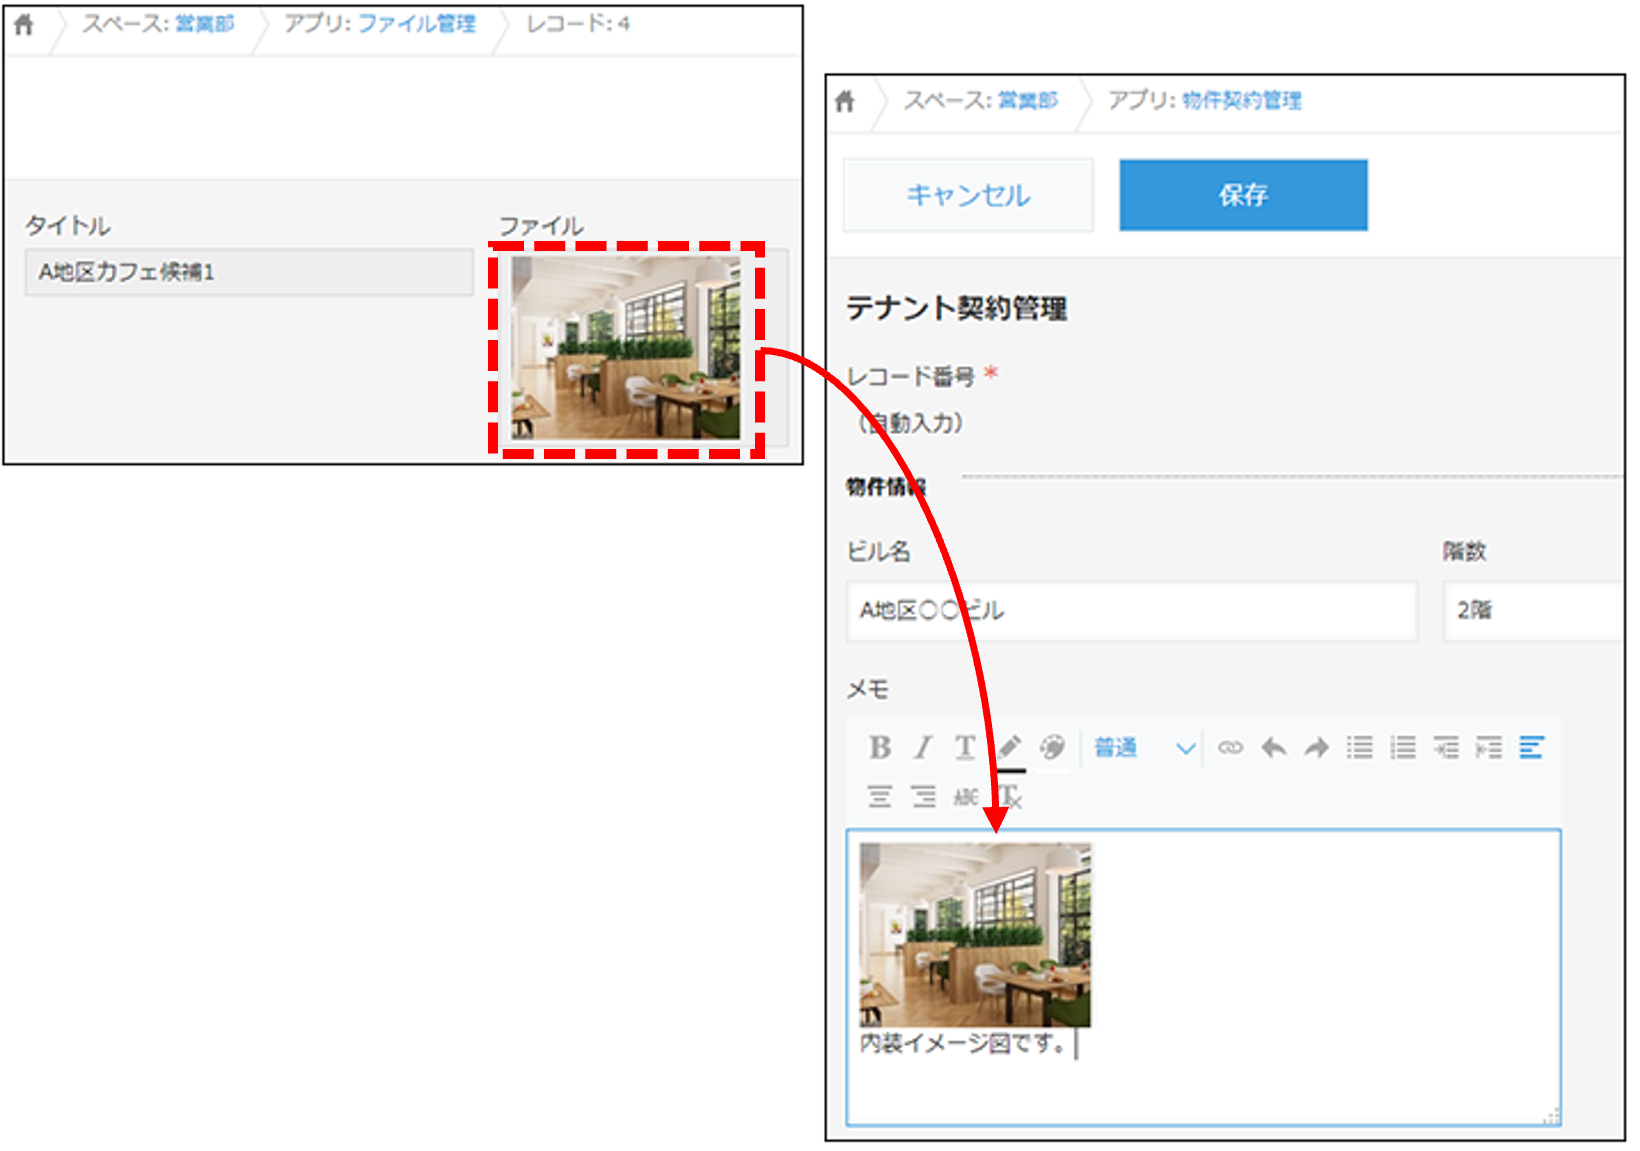 スペース: 営業部 アプリ: ファイル管理 レコード: 4
タイトル
A地区カフェ候補1
ファイル
スペース: 営業部 アプリ: 物件契約管理
キャンセル
保存
テナント契約管理
レコード番号 *
（自動入力）
物件情報
ビル名
A地区〇〇ビル
階数
2階
メモ
B I T 普通
ABC Tx
内装イメージ図です。